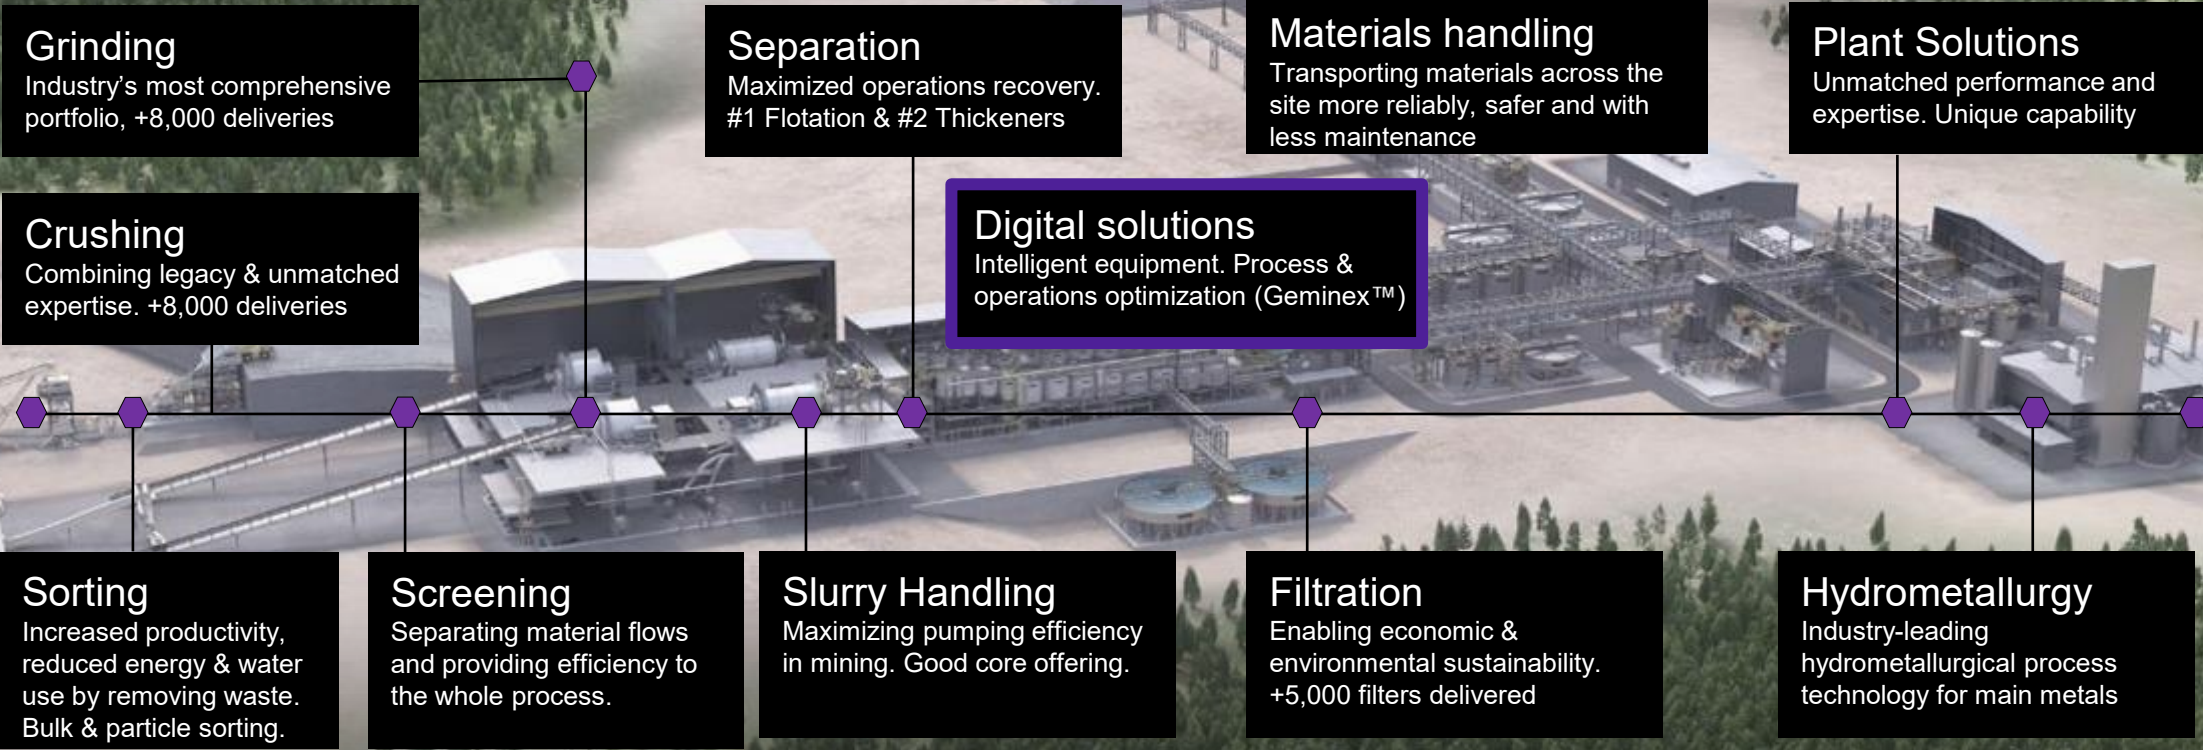 Grinding
Industry’s most comprehensive
portfolio, +8,000 deliveries
Separation
Maximized operations recovery.
#1 Flotation & #2 Thickeners
Materials handling
Transporting materials across the
site more reliably, safer and with
less maintenance
Plant Solutions
Unmatched performance and
expertise. Unique capability
Crushing
Combining legacy & unmatched
expertise. +8,000 deliveries
Digital solutions
Intelligent equipment. Process &
operations optimization (Geminex™)
Sorting
Increased productivity,
reduced energy & water
use by removing waste.
Bulk & particle sorting.
Screening
Separating material flows
and providing efficiency to
the whole process.
Slurry Handling
Maximizing pumping efficiency
in mining. Good core offering.
Filtration
Enabling economic &
environmental sustainability.
+5,000 filters delivered
Hydrometallurgy
Industry-leading
hydrometallurgical process
technology for main metals